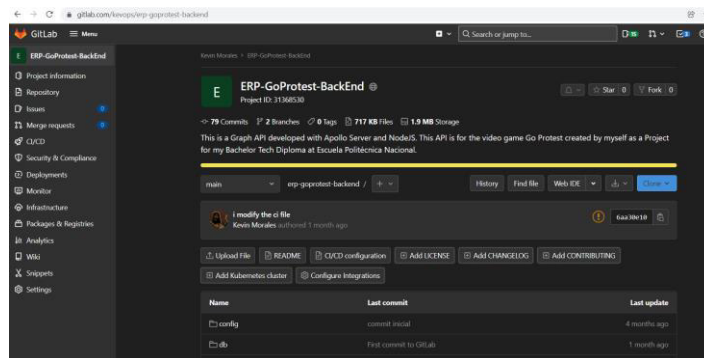 gitlab.com/kevops/erp-goprotest-backend
GitLab Menu
Search or jump to...
15
E ERP-GoProtest-BackEnd
Project information
Repository
Issues 0
Merge requests 0
CI/CD
Security & Compliance
Deployments
Monitor
Infrastructure
Packages & Registries
Analytics
Wiki
Snippets
Settings
Kevin Morales > ERP-GoProtest-BackEnd
E
ERP-GoProtest-BackEnd
Project ID: 31368530
Star 0 Fork 0
79 Commits 2 Branches 0 Tags 717 KB Files 1.9 MB Storage
This is a Graph API developed with Apollo Server and NodeJS. This API is for the video game Go Protest created by myself as a Project
for my Bachelor Tech Diploma at Escuela Politécnica Nacional.
main erp-goprotest-backend / +
History Find file Web IDE Clone
i modify the ci file
Kevin Morales authored 1 month ago
6aa30e10
Upload File README CI/CD configuration Add LICENSE Add CHANGELOG Add CONTRIBUTING
Add Kubernetes cluster Configure Integrations
Name Last commit Last update
config commit inicial 4 months ago
db First commit to GitLab 1 month ago